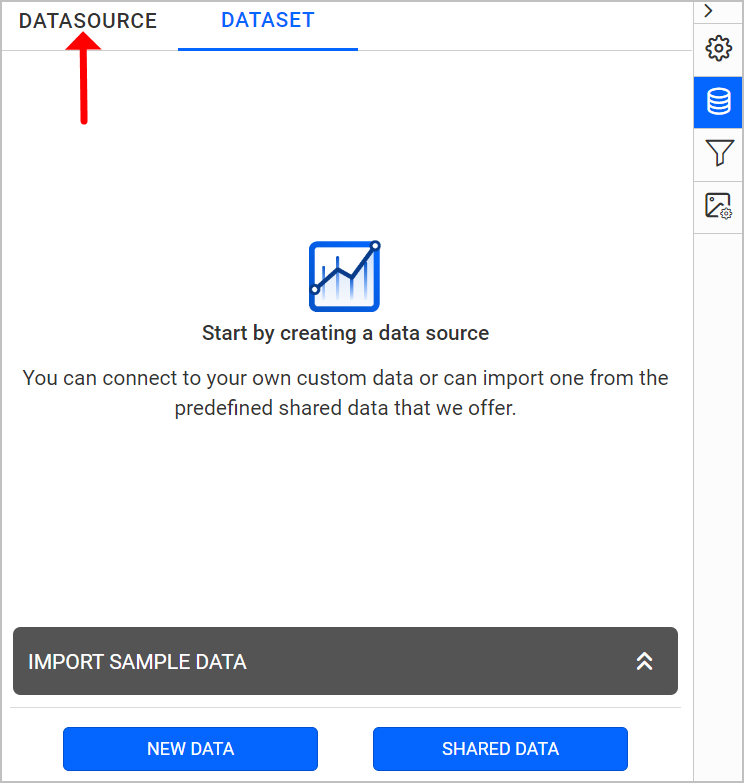 DATASOURCE DATASET
Start by creating a data source
You can connect to your own custom data or can import one from the
predefined shared data that we offer.
IMPORT SAMPLE DATA
NEW DATA SHARED DATA